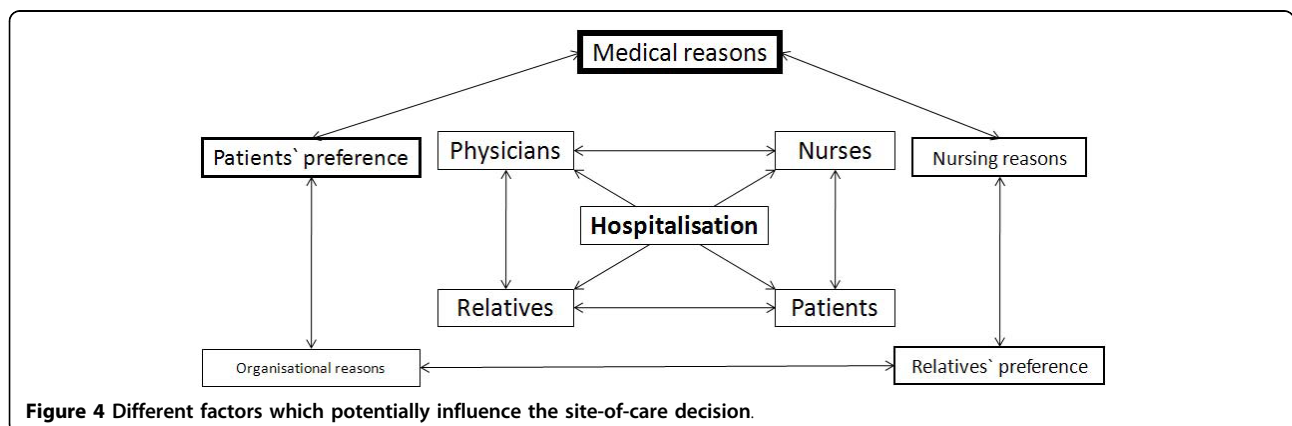 Medical reasons
Patients` preference
Physicians
Nurses
Nursing reasons
Hospitalisation
Relatives
Patients
Organisational reasons
Relatives` preference
Figure 4 Different factors which potentially influence the site-of-care decision.